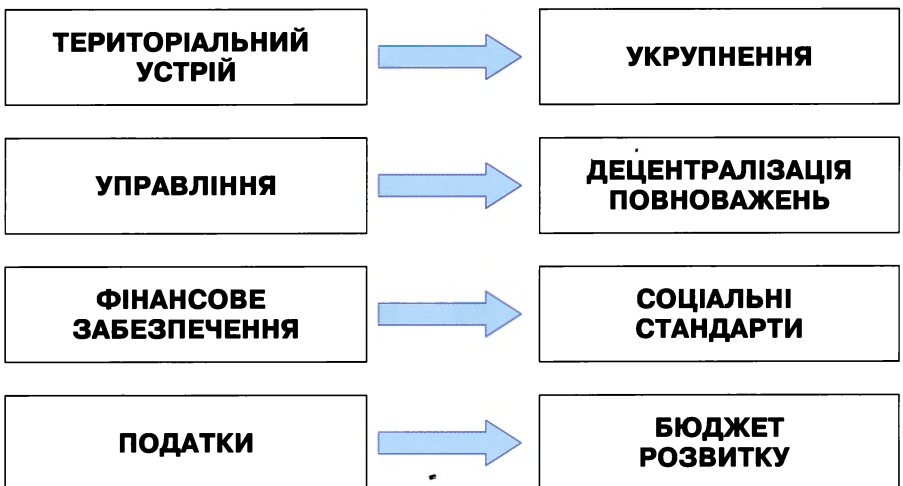 ТЕРИТОРІАЛЬНИЙ
УСТРІЙ
УКРУПНЕННЯ
УПРАВЛІННЯ
ДЕЦЕНТРАЛІЗАЦІЯ
ПОВНОВАЖЕНЬ
ФІНАНСОВЕ
ЗАБЕЗПЕЧЕННЯ
СОЦІАЛЬНІ
СТАНДАРТИ
ПОДАТКИ
БЮДЖЕТ
РОЗВИТКУ